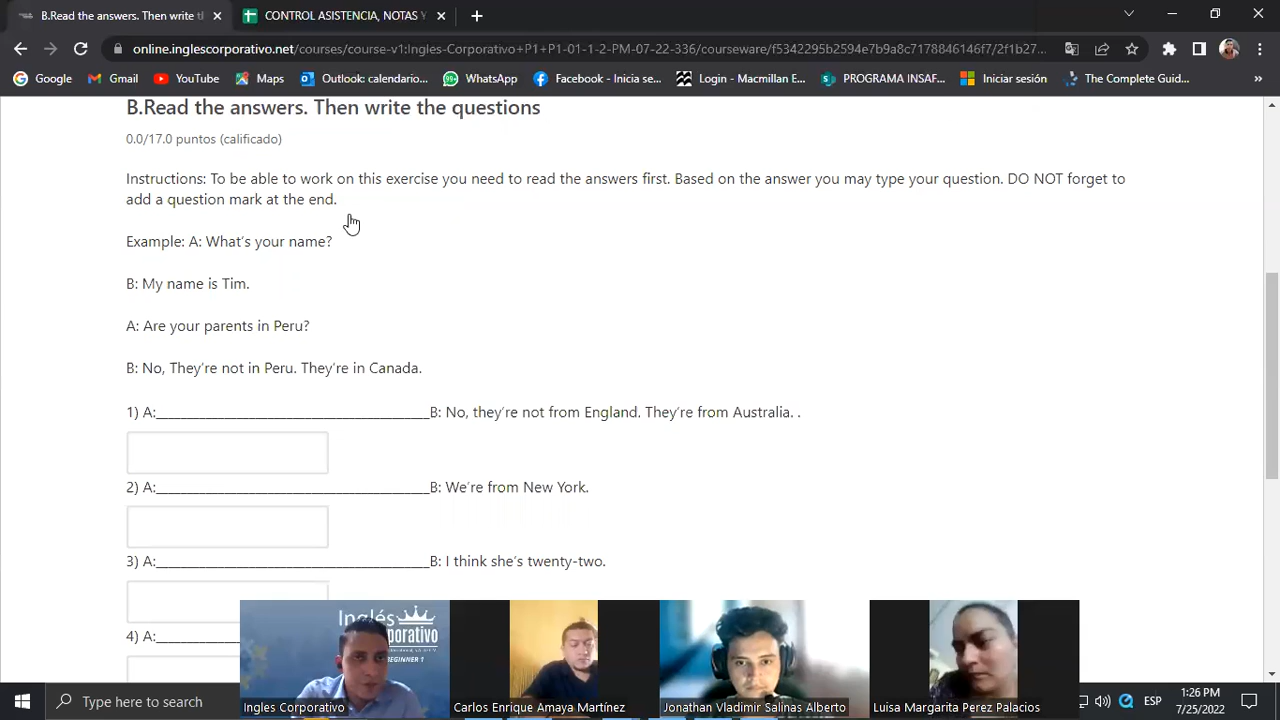 B.Read the answers. Then write tl
CONTROL ASISTENCIA, NOTAS Y
online.inglescorporativo.net/courses/course-v1:Ingles-Corporativo+P1+P1-01-1-2-PM-07-22-336/courseware/f5342295b2594e7b9a8c7178846146f7/2f1b27...
Google Gmail YouTube Maps Outlook: calendario... WhatsApp Facebook - Inicia se... Login - Macmillan E... PROGRAMA INSAF... Iniciar sesión The Complete Guid... »
B.Read the answers. Then write the questions
0.0/17.0 puntos (calificado)
Instructions: To be able to work on this exercise you need to read the answers first. Based on the answer you may type your question. DO NOT forget to
add a question mark at the end.
Example: A: What's your name?
B: My name is Tim.
A: Are your parents in Peru?
B: No, They're not in Peru. They're in Canada.
1) A:_______________________________________B: No, they're not from England. They're from Australia. .
2) A:_______________________________________B: We're from New York.
3) A:_______________________________________B: I think she's twenty-two.
4) A:____________
Inglés
orporativo
BEGINNER 1
Ingles Corporativo
Carlos Enrique Amaya Martínez
Jonathan Vladimir Salinas Alberto
Luisa Margarita Perez Palacios
Type here to search
ESP
1:26 PM
7/25/2022